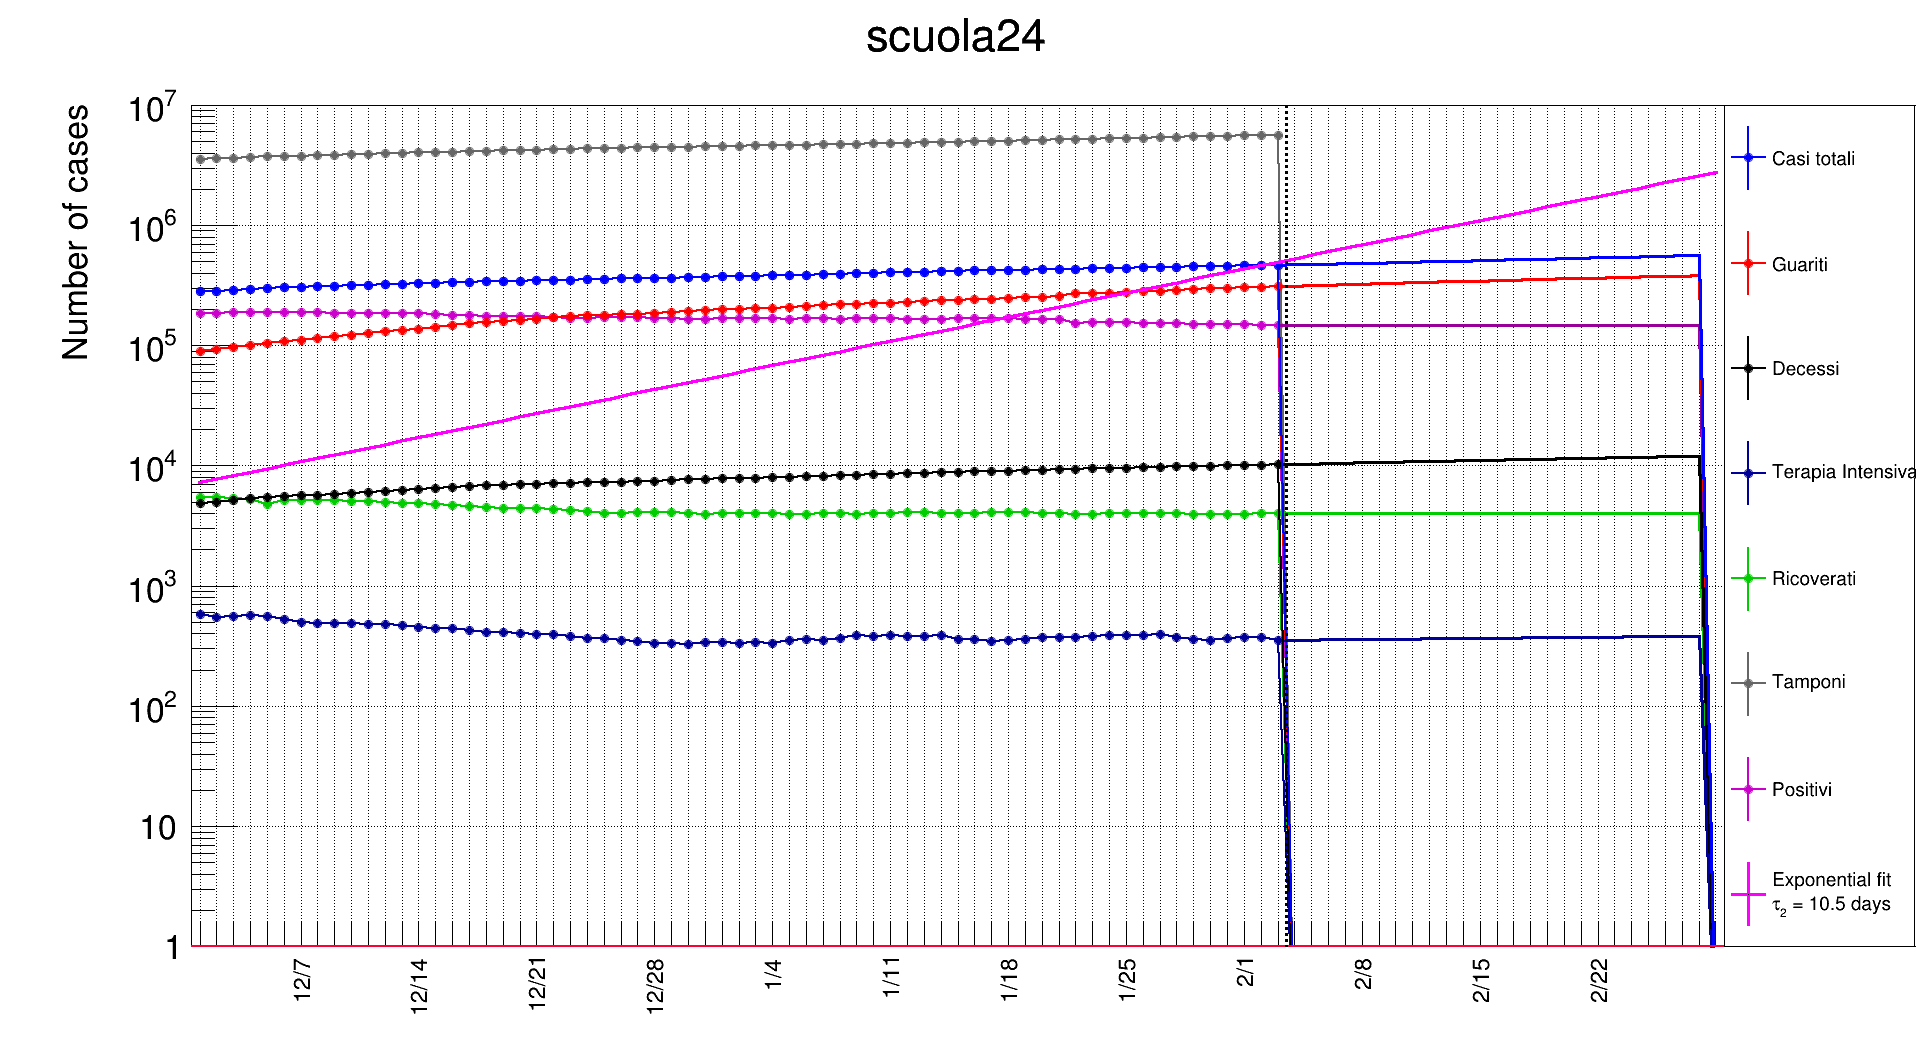 scuola24
Number of cases
10^7
10^6
10^5
10^4
10^3
10^2
10
1
12/7
12/14
12/21
12/28
1/4
1/11
1/18
1/25
2/1
2/8
2/15
2/22
Casi totali
Guariti
Decessi
Terapia Intensiva
Ricoverati
Tamponi
Positivi
Exponential fit
τ₂ = 10.5 days